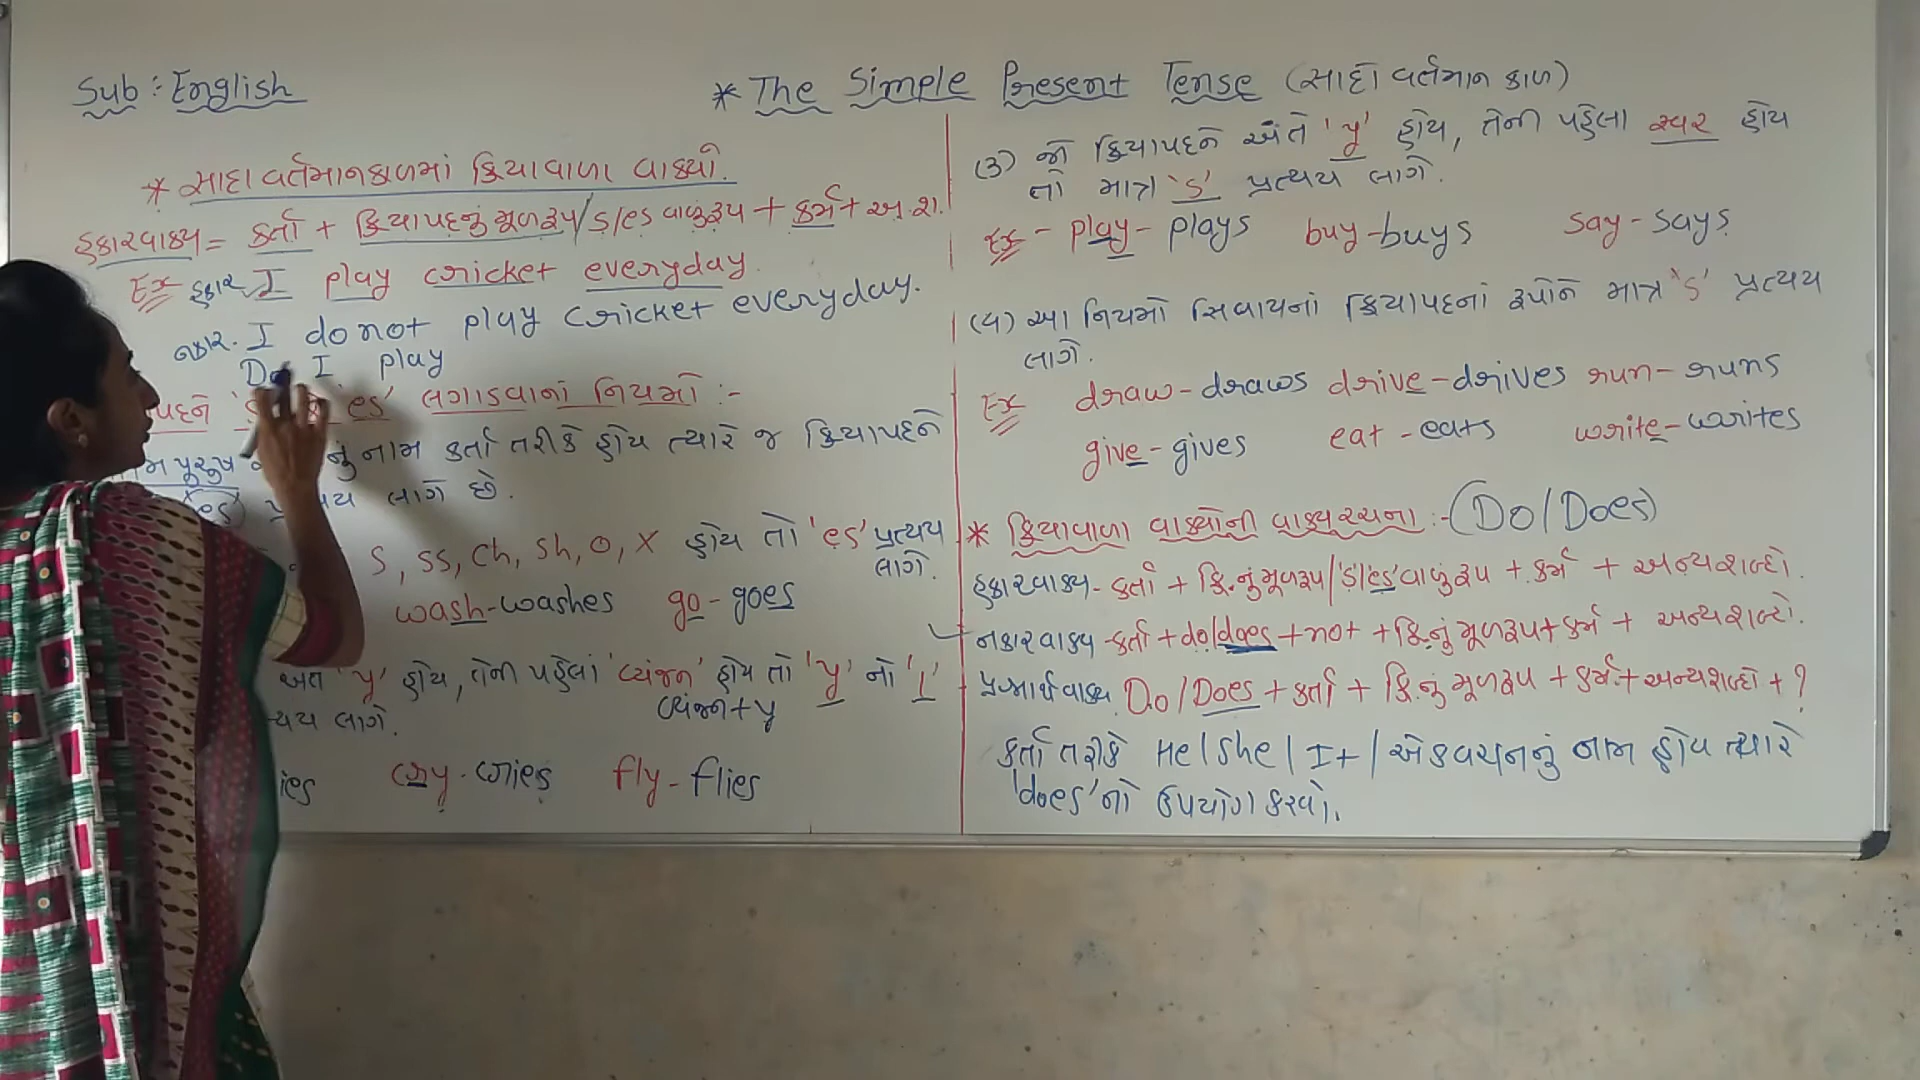 Sub : English
* The Simple Present Tense (સાદો વર્તમાન કાળ)
* સાદા વર્તમાનકાળમાં ક્રિયાવાળા વાક્યો.
હકારવાક્ય = કર્તા + ક્રિયાપદનું મૂળરૂપ/s/es વાળુંરૂપ + કર્મ + અ.શ.
Ex હકાર I play cricket everyday.
નકાર. I do not play cricket everyday.
Do I play
પદને 's' 'es' લગાડવાનાં નિયમો :-
પુરુષ નું નામ કર્તા તરીકે હોય ત્યારે જ ક્રિયાપદને
es) લાગે છે.
s, ss, ch, sh, o, x હોય તો 'es' પ્રત્યય
લાગે.
wash-washes go-goes
અંતે 'y' હોય, તેની પહેલાં 'વ્યંજન' હોય તો 'y' નો 'i'
વ્યંજન+y
લાગે.
ies cry-cries fly-flies
(૩) જો ક્રિયાપદને અંતે 'y' હોય, તેની પહેલા સ્વર હોય
તો માત્ર 's' પ્રત્યય લાગે.
Ex - play-plays buy-buys say-says
(૪) આ નિયમો સિવાયનાં ક્રિયાપદનાં રૂપોને માત્ર 's' પ્રત્યય
લાગે.
Ex draw-draws drive-drives run-runs
give-gives eat-eats write-writes
* ક્રિયાવાળા વાક્યોની વાક્યરચના :- (Do/Does)
હકારવાક્ય - કર્તા + ક્રિ.નું મૂળરૂપ/'s'/es' વાળુંરૂપ + કર્મ + અન્યશબ્દો.
નકારવાક્ય - કર્તા + do/does + not + ક્રિ.નું મૂળરૂપ + કર્મ + અન્યશબ્દો.
પ્રશ્નાર્થવાક્ય Do/Does + કર્તા + ક્રિ.નું મૂળરૂપ + કર્મ + અન્યશબ્દો + ?
કર્તા તરીકે He/She/It/એકવચનનું નામ હોય ત્યારે
'does' નો ઉપયોગ કરવો.